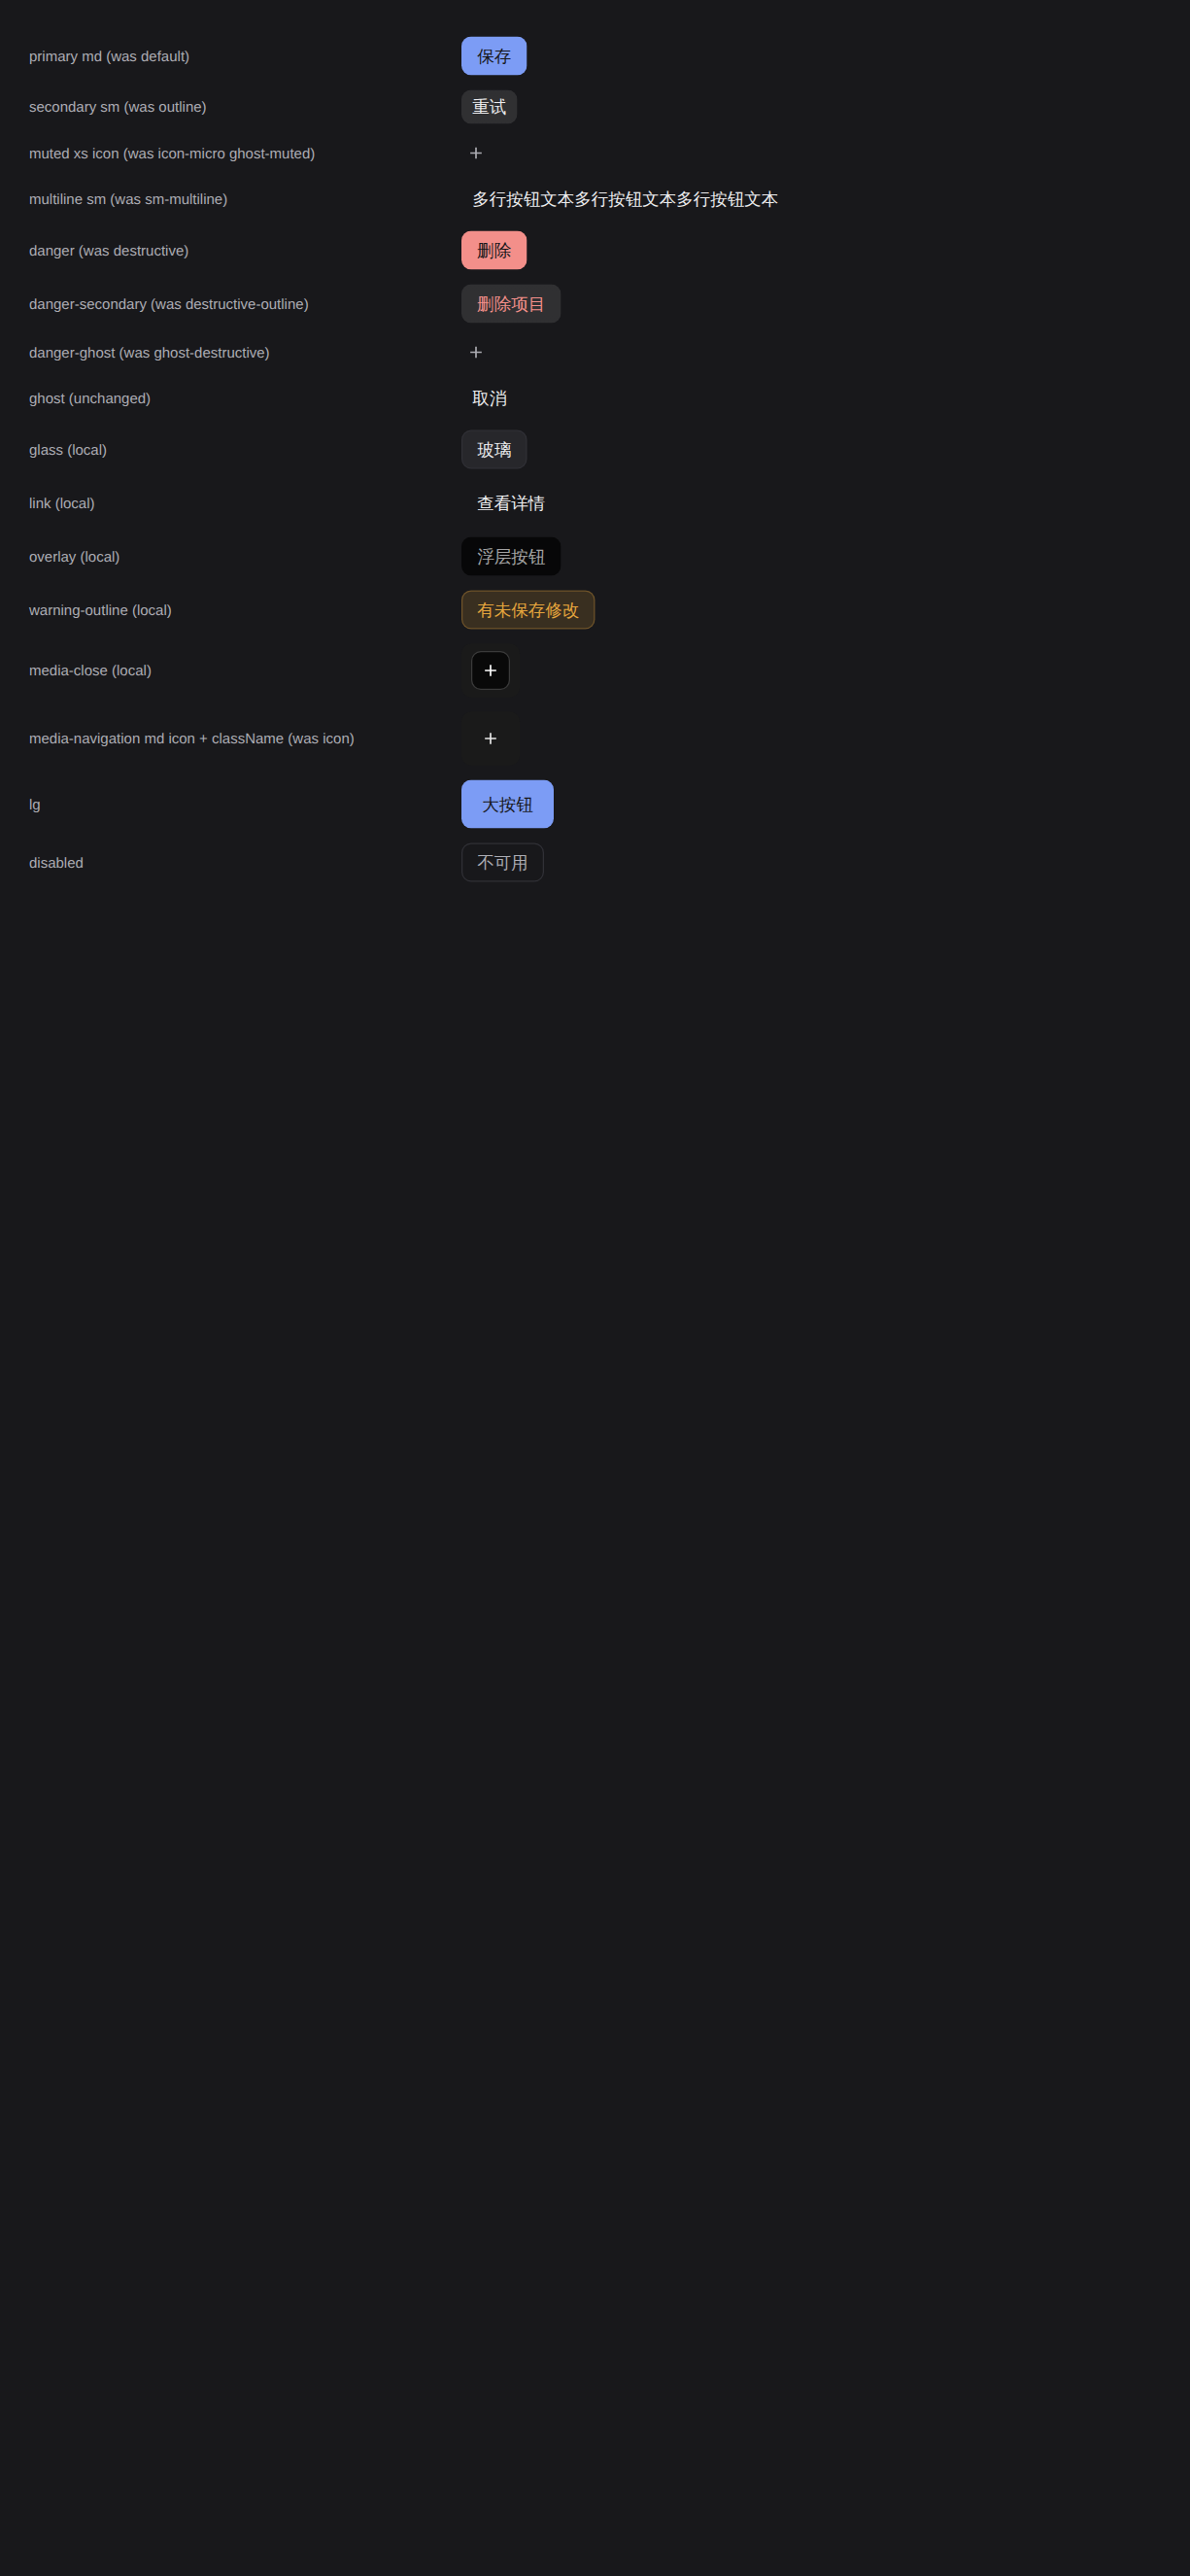 primary md (was default) 保存
secondary sm (was outline) 重试
muted xs icon (was icon-micro ghost-muted) +
multiline sm (was sm-multiline) 多行按钮文本多行按钮文本多行按钮文本
danger (was destructive) 删除
danger-secondary (was destructive-outline) 删除项目
danger-ghost (was ghost-destructive) +
ghost (unchanged) 取消
glass (local) 玻璃
link (local) 查看详情
overlay (local) 浮层按钮
warning-outline (local) 有未保存修改
media-close (local) +
media-navigation md icon + className (was icon) +
lg 大按钮
disabled 不可用